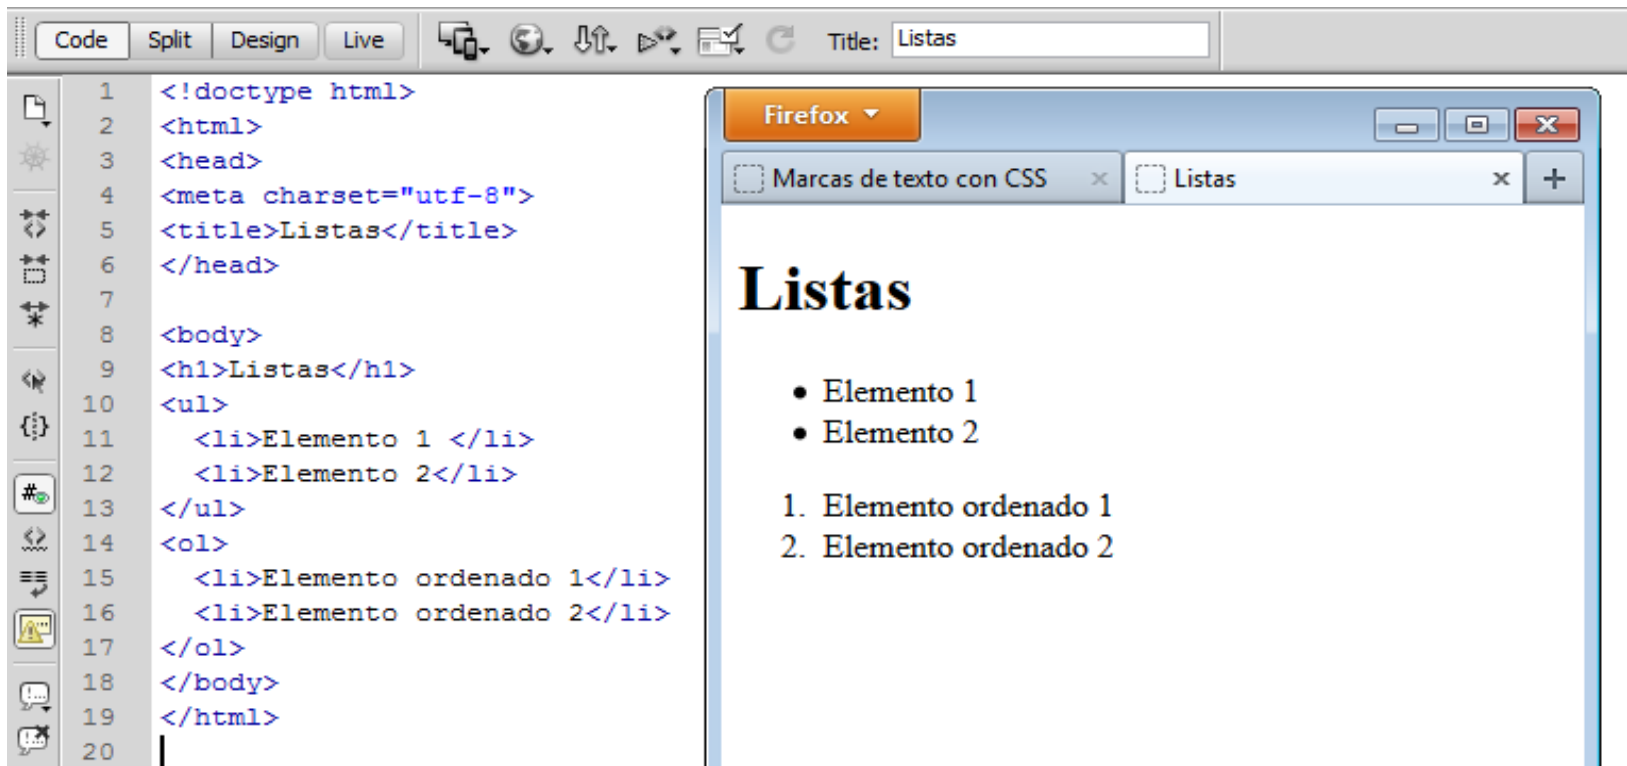 Code Split Design Live Title: Listas
1 <!doctype html>
2 <html>
3 <head>
4 <meta charset="utf-8">
5 <title>Listas</title>
6 </head>
7
8 <body>
9 <h1>Listas</h1>
10 <ul>
11 <li>Elemento 1 </li>
12 <li>Elemento 2</li>
13 </ul>
14 <ol>
15 <li>Elemento ordenado 1</li>
16 <li>Elemento ordenado 2</li>
17 </ol>
18 </body>
19 </html>
20
Firefox
Marcas de texto con CSS Listas
Listas
• Elemento 1
• Elemento 2
1. Elemento ordenado 1
2. Elemento ordenado 2